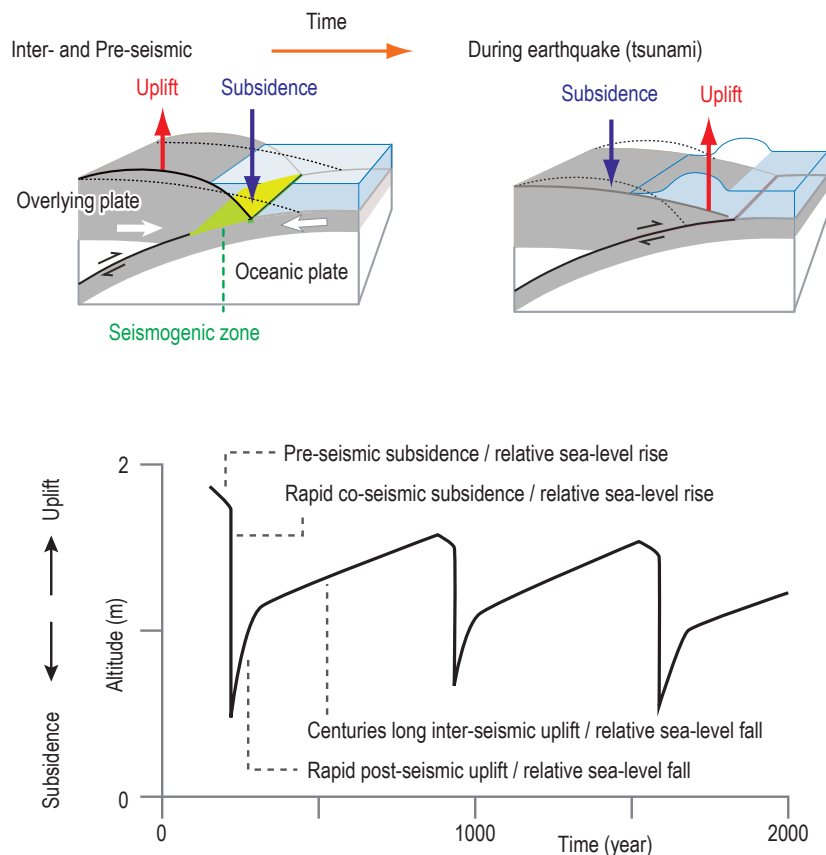 Time
Inter- and Pre-seismic
During earthquake (tsunami)
Uplift
Subsidence
Subsidence
Uplift
Overlying plate
Oceanic plate
Seismogenic zone
2
Pre-seismic subsidence / relative sea-level rise
Rapid co-seismic subsidence / relative sea-level rise
Uplift
Altitude (m)
Subsidence
Centuries long inter-seismic uplift / relative sea-level fall
Rapid post-seismic uplift / relative sea-level fall
0
0
1000
2000
Time (year)